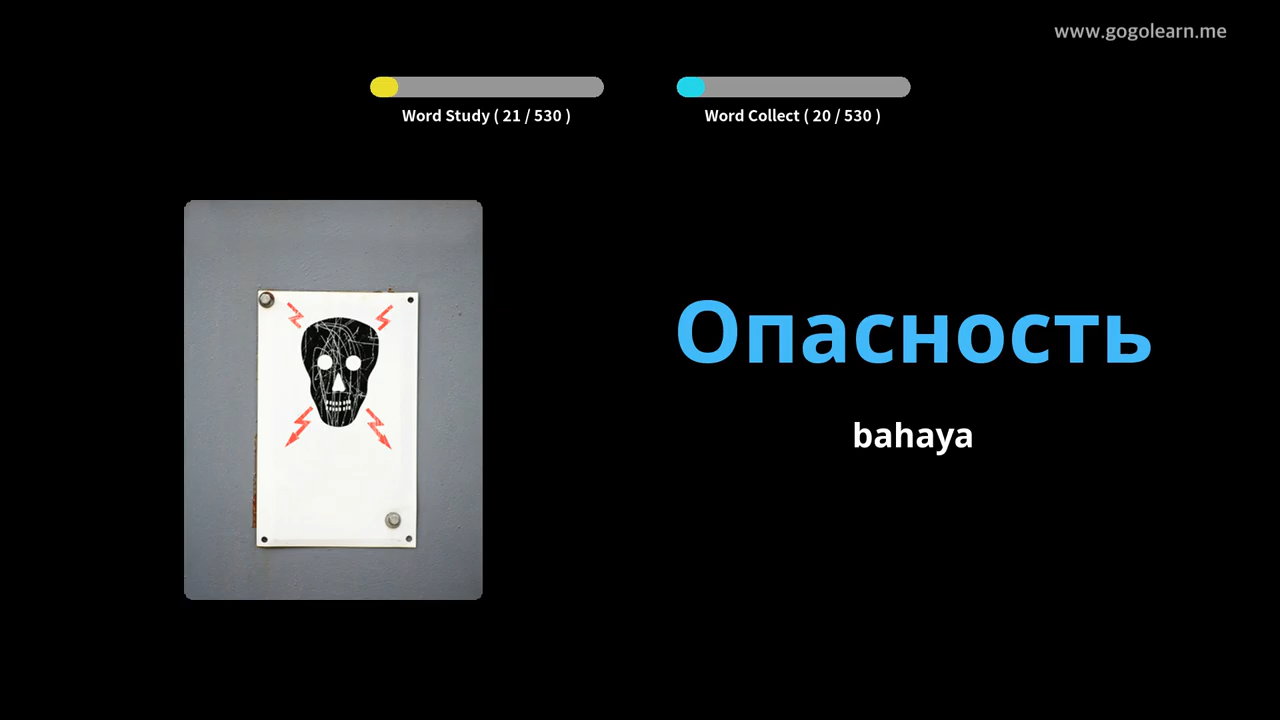 www.gogolearn.me
Word Study ( 21 / 530 )
Word Collect ( 20 / 530 )
Опасность
bahaya